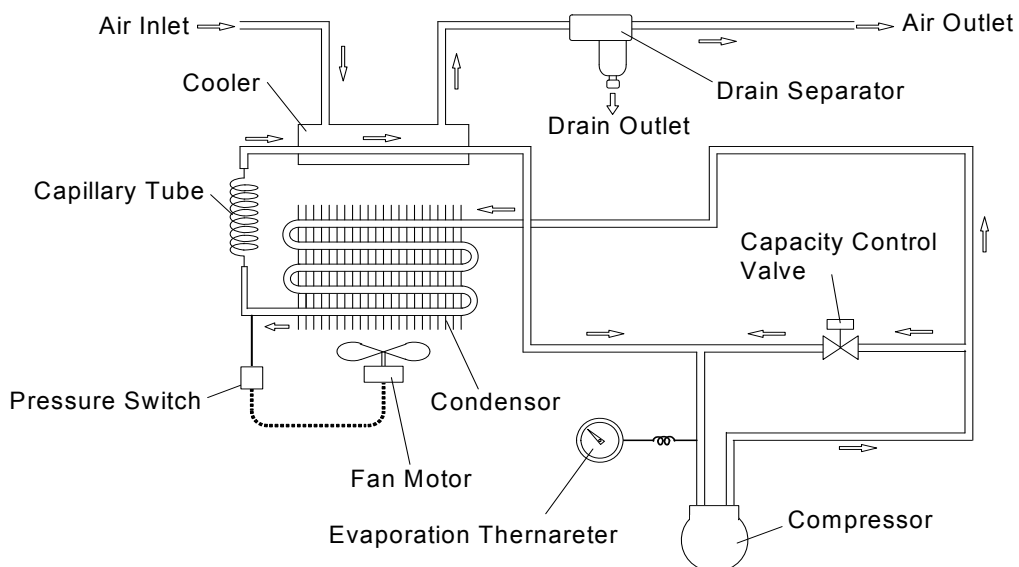 Air Inlet
Air Outlet
Cooler
Drain Separator
Drain Outlet
Capillary Tube
Capacity Control
Valve
Pressure Switch
Condensor
Fan Motor
Evaporation Thernareter
Compressor